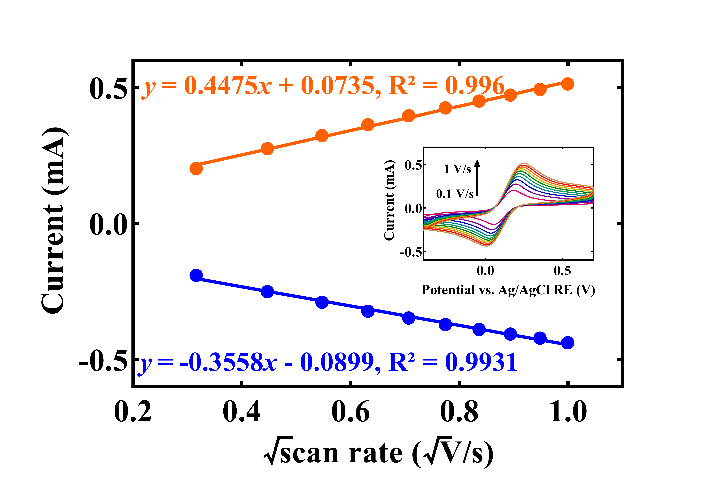 y = 0.4475x + 0.0735, R² = 0.996
0.5
0.0
-0.5
Current (mA)
0.5
0.0
-0.5
Current (mA)
1 V/s
0.1 V/s
0.0 0.5
Potential vs. Ag/AgCl RE (V)
y = -0.3558x - 0.0899, R² = 0.9931
0.2 0.4 0.6 0.8 1.0
√scan rate (√V/s)